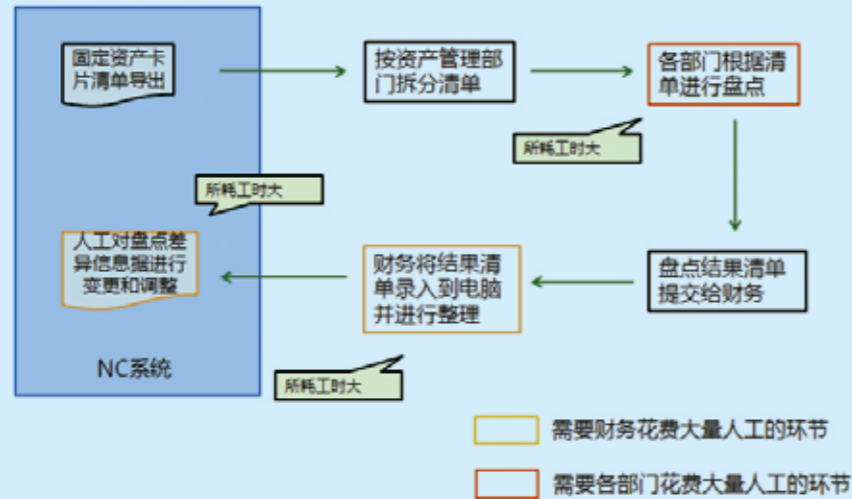 固定资产卡
片清单导出
按资产管理部
门拆分清单
各部门根据清
单进行盘点
所耗工时大
所耗工时大
人工对盘点差
异信息据进行
变更和调整
财务将结果清
单录入到电脑
并进行整理
盘点结果清单
提交给财务
NC系统
所耗工时大
需要财务花费大量人工的环节
需要各部门花费大量人工的环节